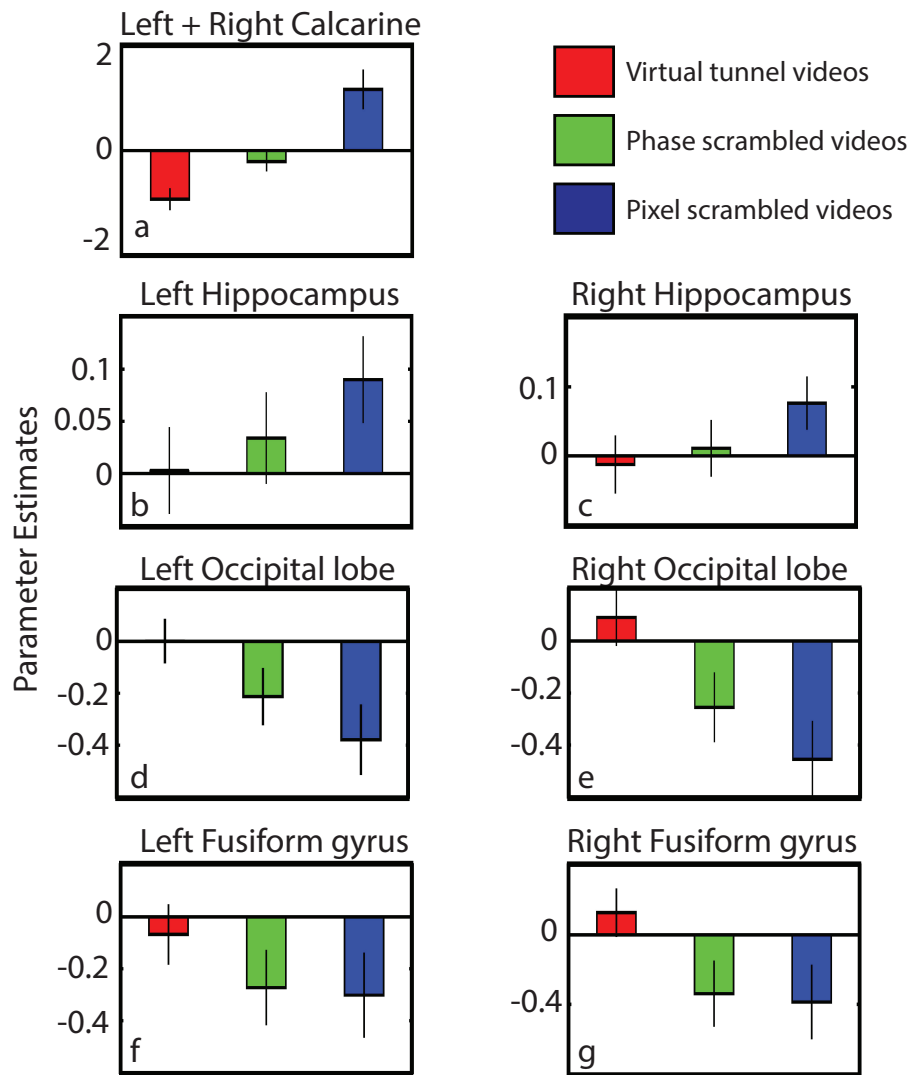 Left + Right Calcarine
2
0
-2
a
Virtual tunnel videos
Phase scrambled videos
Pixel scrambled videos
Parameter Estimates
Left Hippocampus
0.1
0.05
0
b
Right Hippocampus
0.1
0
c
Left Occipital lobe
0
-0.2
-0.4
d
Right Occipital lobe
0
-0.2
-0.4
e
Left Fusiform gyrus
0
-0.2
-0.4
f
Right Fusiform gyrus
0
-0.4
g